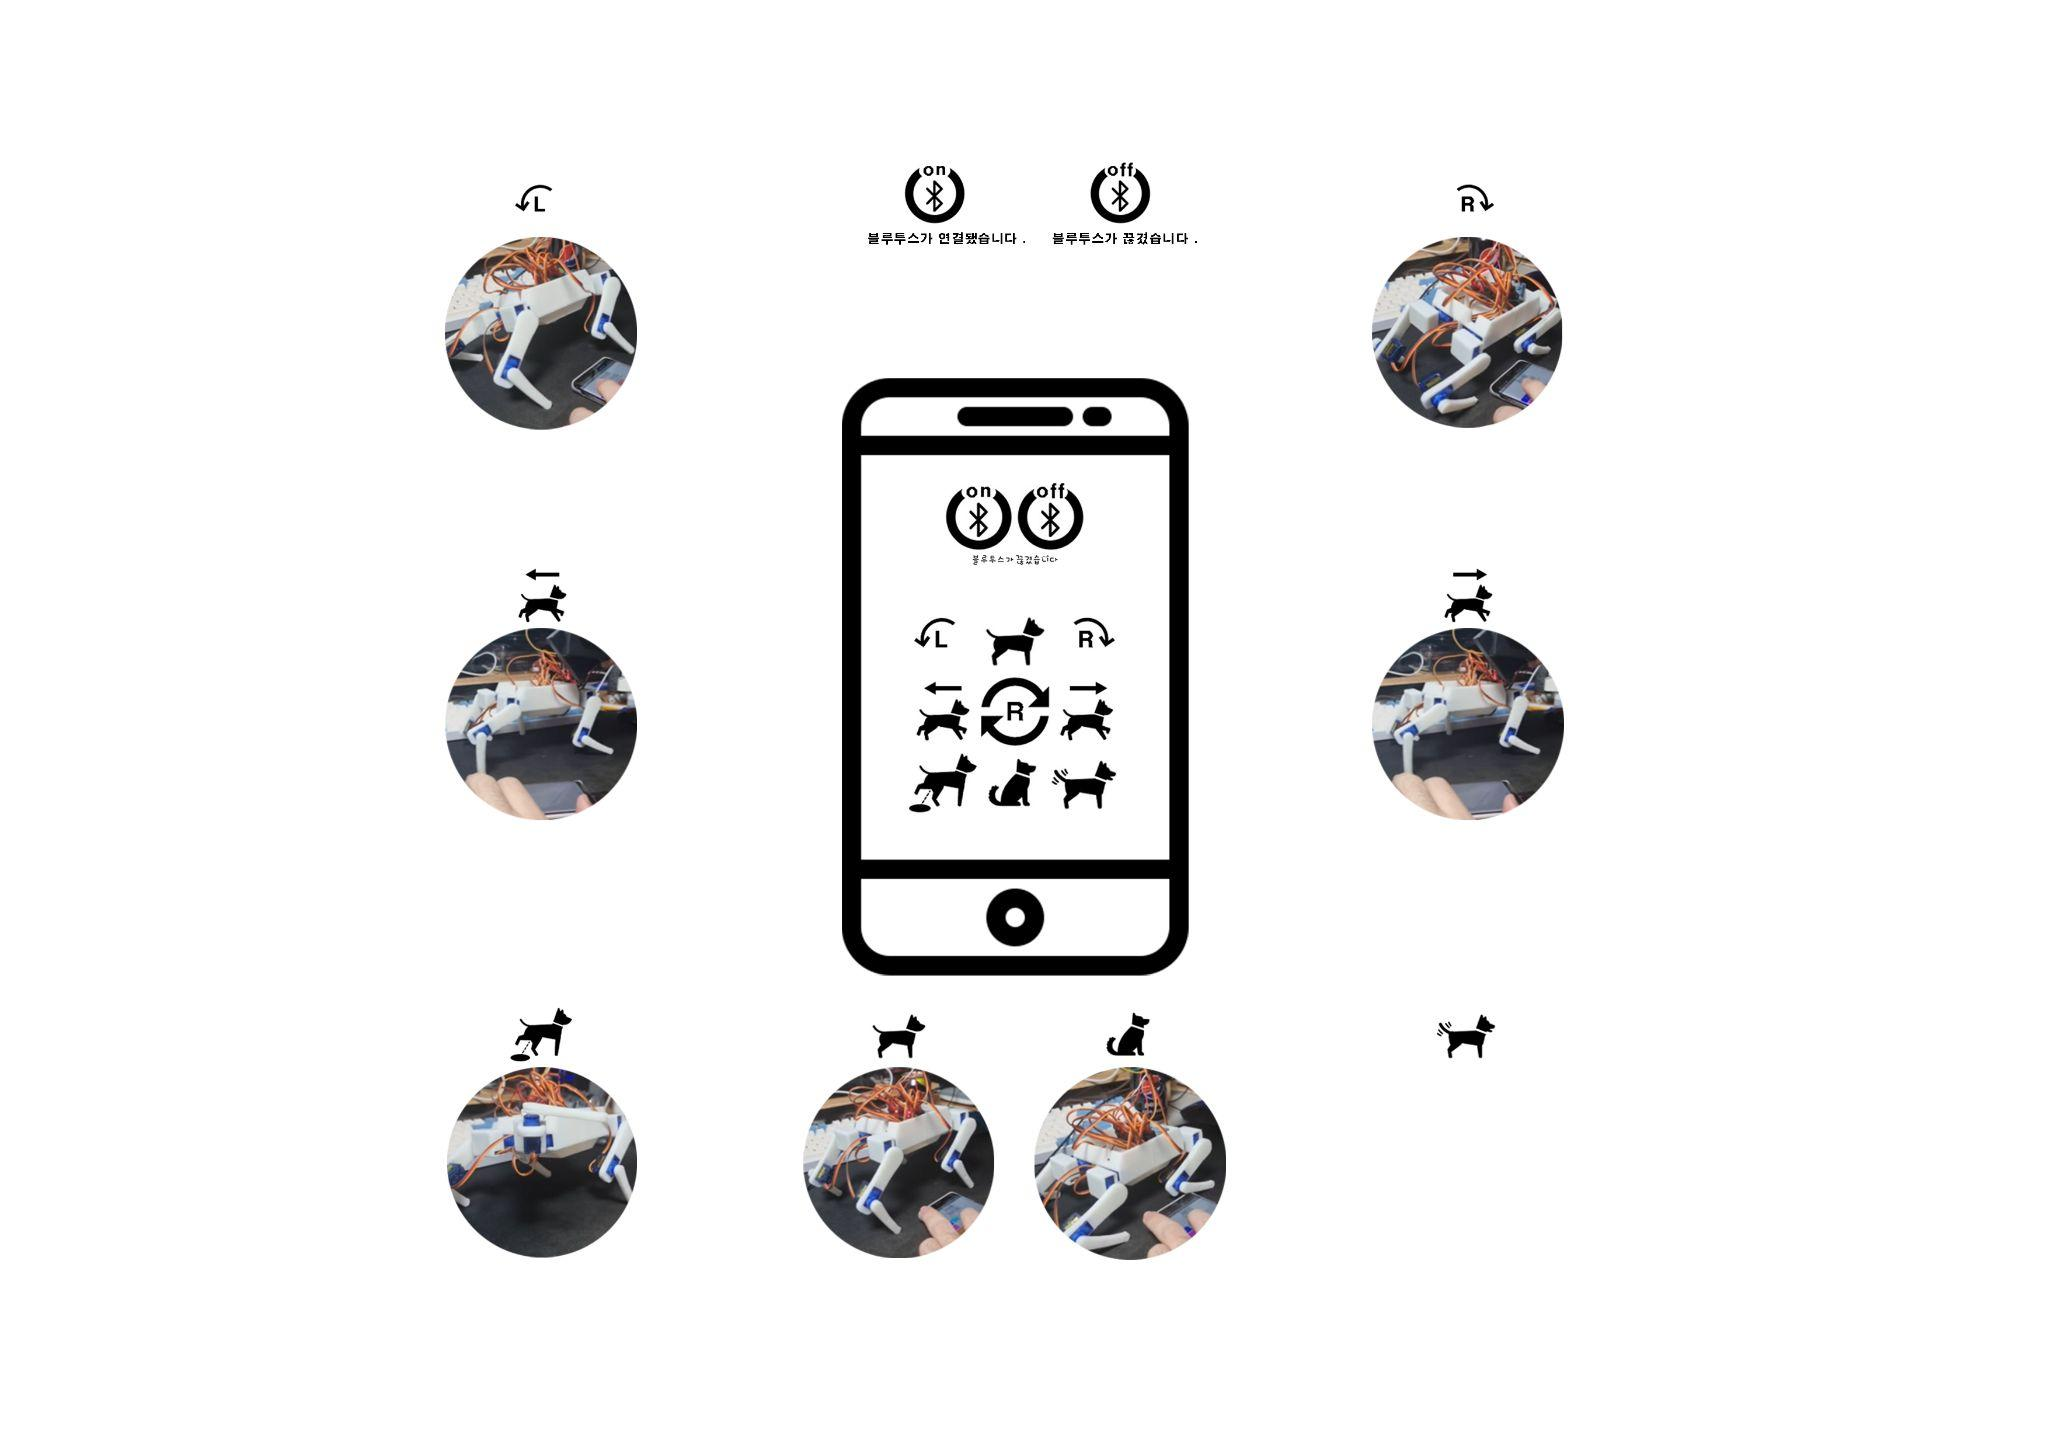 on
off
L
블루투스가 연결됐습니다 .
블루투스가 끊겼습니다 .
R
on
off
블루투스가 끊겼습니다
L
R
R